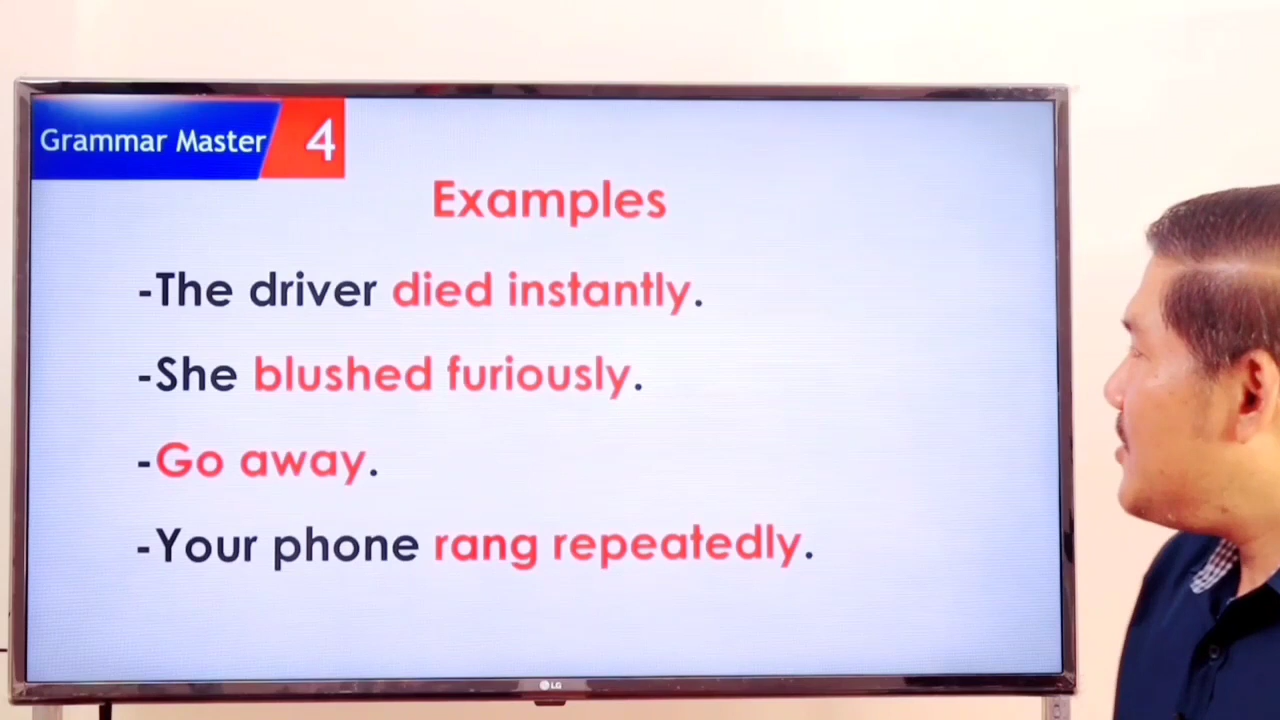 Grammar Master 4
Examples
-The driver died instantly.
-She blushed furiously.
-Go away.
-Your phone rang repeatedly.
LG